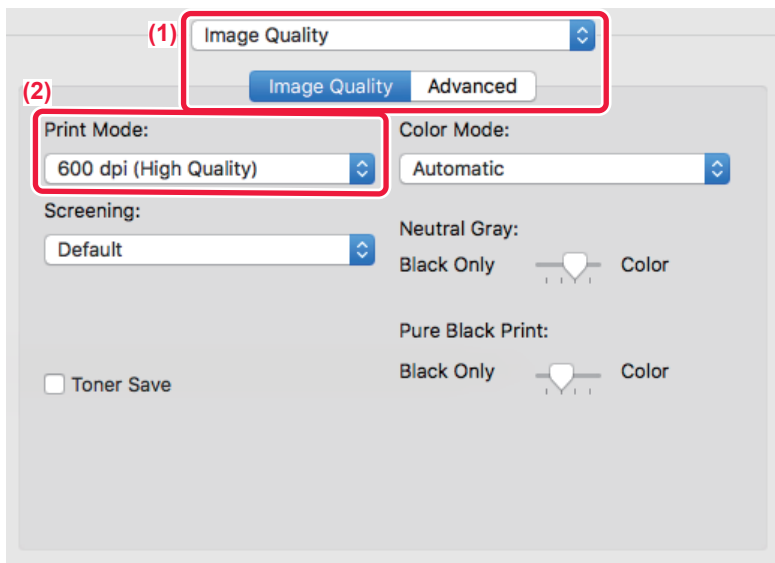 (1) Image Quality
Image Quality Advanced
(2)
Print Mode:
600 dpi (High Quality)
Screening:
Default
Toner Save
Color Mode:
Automatic
Neutral Gray:
Black Only Color
Pure Black Print:
Black Only Color